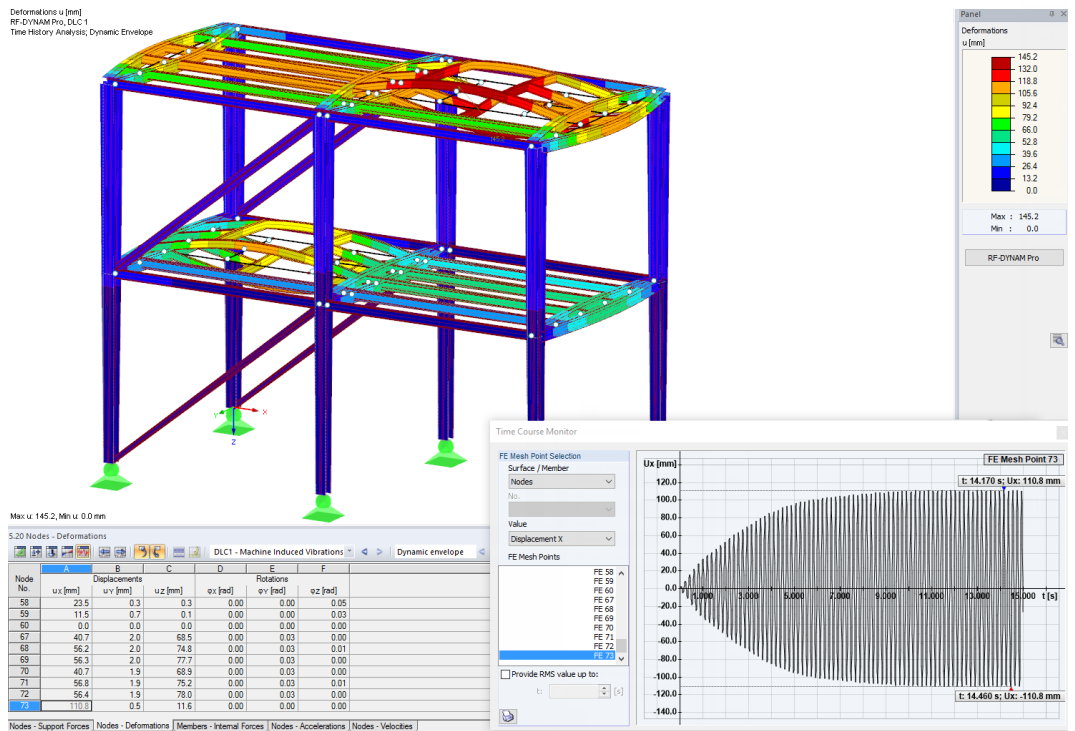 Deformations u [mm]
RF-DYNAM Pro, DLC 1
Time History Analysis; Dynamic Envelope
Panel
Deformations
u [mm]
145.2
132.0
118.8
105.6
92.4
79.2
66.0
52.8
39.6
26.4
13.2
0.0
Max : 145.2
Min : 0.0
RF-DYNAM Pro
X
Y
Z
Max u: 145.2, Min u: 0.0 mm
Time Course Monitor
FE Mesh Point Selection
Surface / Member
Nodes
No.
Value
Displacement X
FE Mesh Points
FE 58
FE 59
FE 60
FE 67
FE 68
FE 69
FE 70
FE 71
FE 72
FE 73
Provide RMS value up to:
t: [s]
Ux [mm]
FE Mesh Point 73
t: 14.170 s; Ux: 110.8 mm
120.0
100.0
80.0
60.0
40.0
20.0
0.0
-20.0
-40.0
-60.0
-80.0
-100.0
-120.0
-140.0
1.000 3.000 5.000 7.000 9.000 11.000 13.000 15.000 t [s]
t: 14.460 s; Ux: -110.8 mm
5.20 Nodes - Deformations
DLC1 - Machine Induced Vibrations Dynamic envelope
A B C D E F
Node Displacements Rotations
No. uX [mm] uY [mm] uZ [mm] φX [rad] φY [rad] φZ [rad]
58 23.5 0.3 0.3 0.00 0.00 0.05
59 11.5 0.7 0.1 0.00 0.00 0.03
60 0.0 0.0 0.0 0.00 0.00 0.00
67 40.7 2.0 68.5 0.00 0.03 0.00
68 56.2 2.0 74.8 0.00 0.03 0.01
69 56.3 2.0 77.7 0.00 0.03 0.00
70 40.7 1.9 68.9 0.00 0.03 0.00
71 56.8 1.9 75.2 0.00 0.03 0.01
72 56.4 1.9 78.0 0.00 0.03 0.00
73 110.8 0.5 11.6 0.00 0.03 0.00
Nodes - Support Forces Nodes - Deformations Members - Internal Forces Nodes - Accelerations Nodes - Velocities